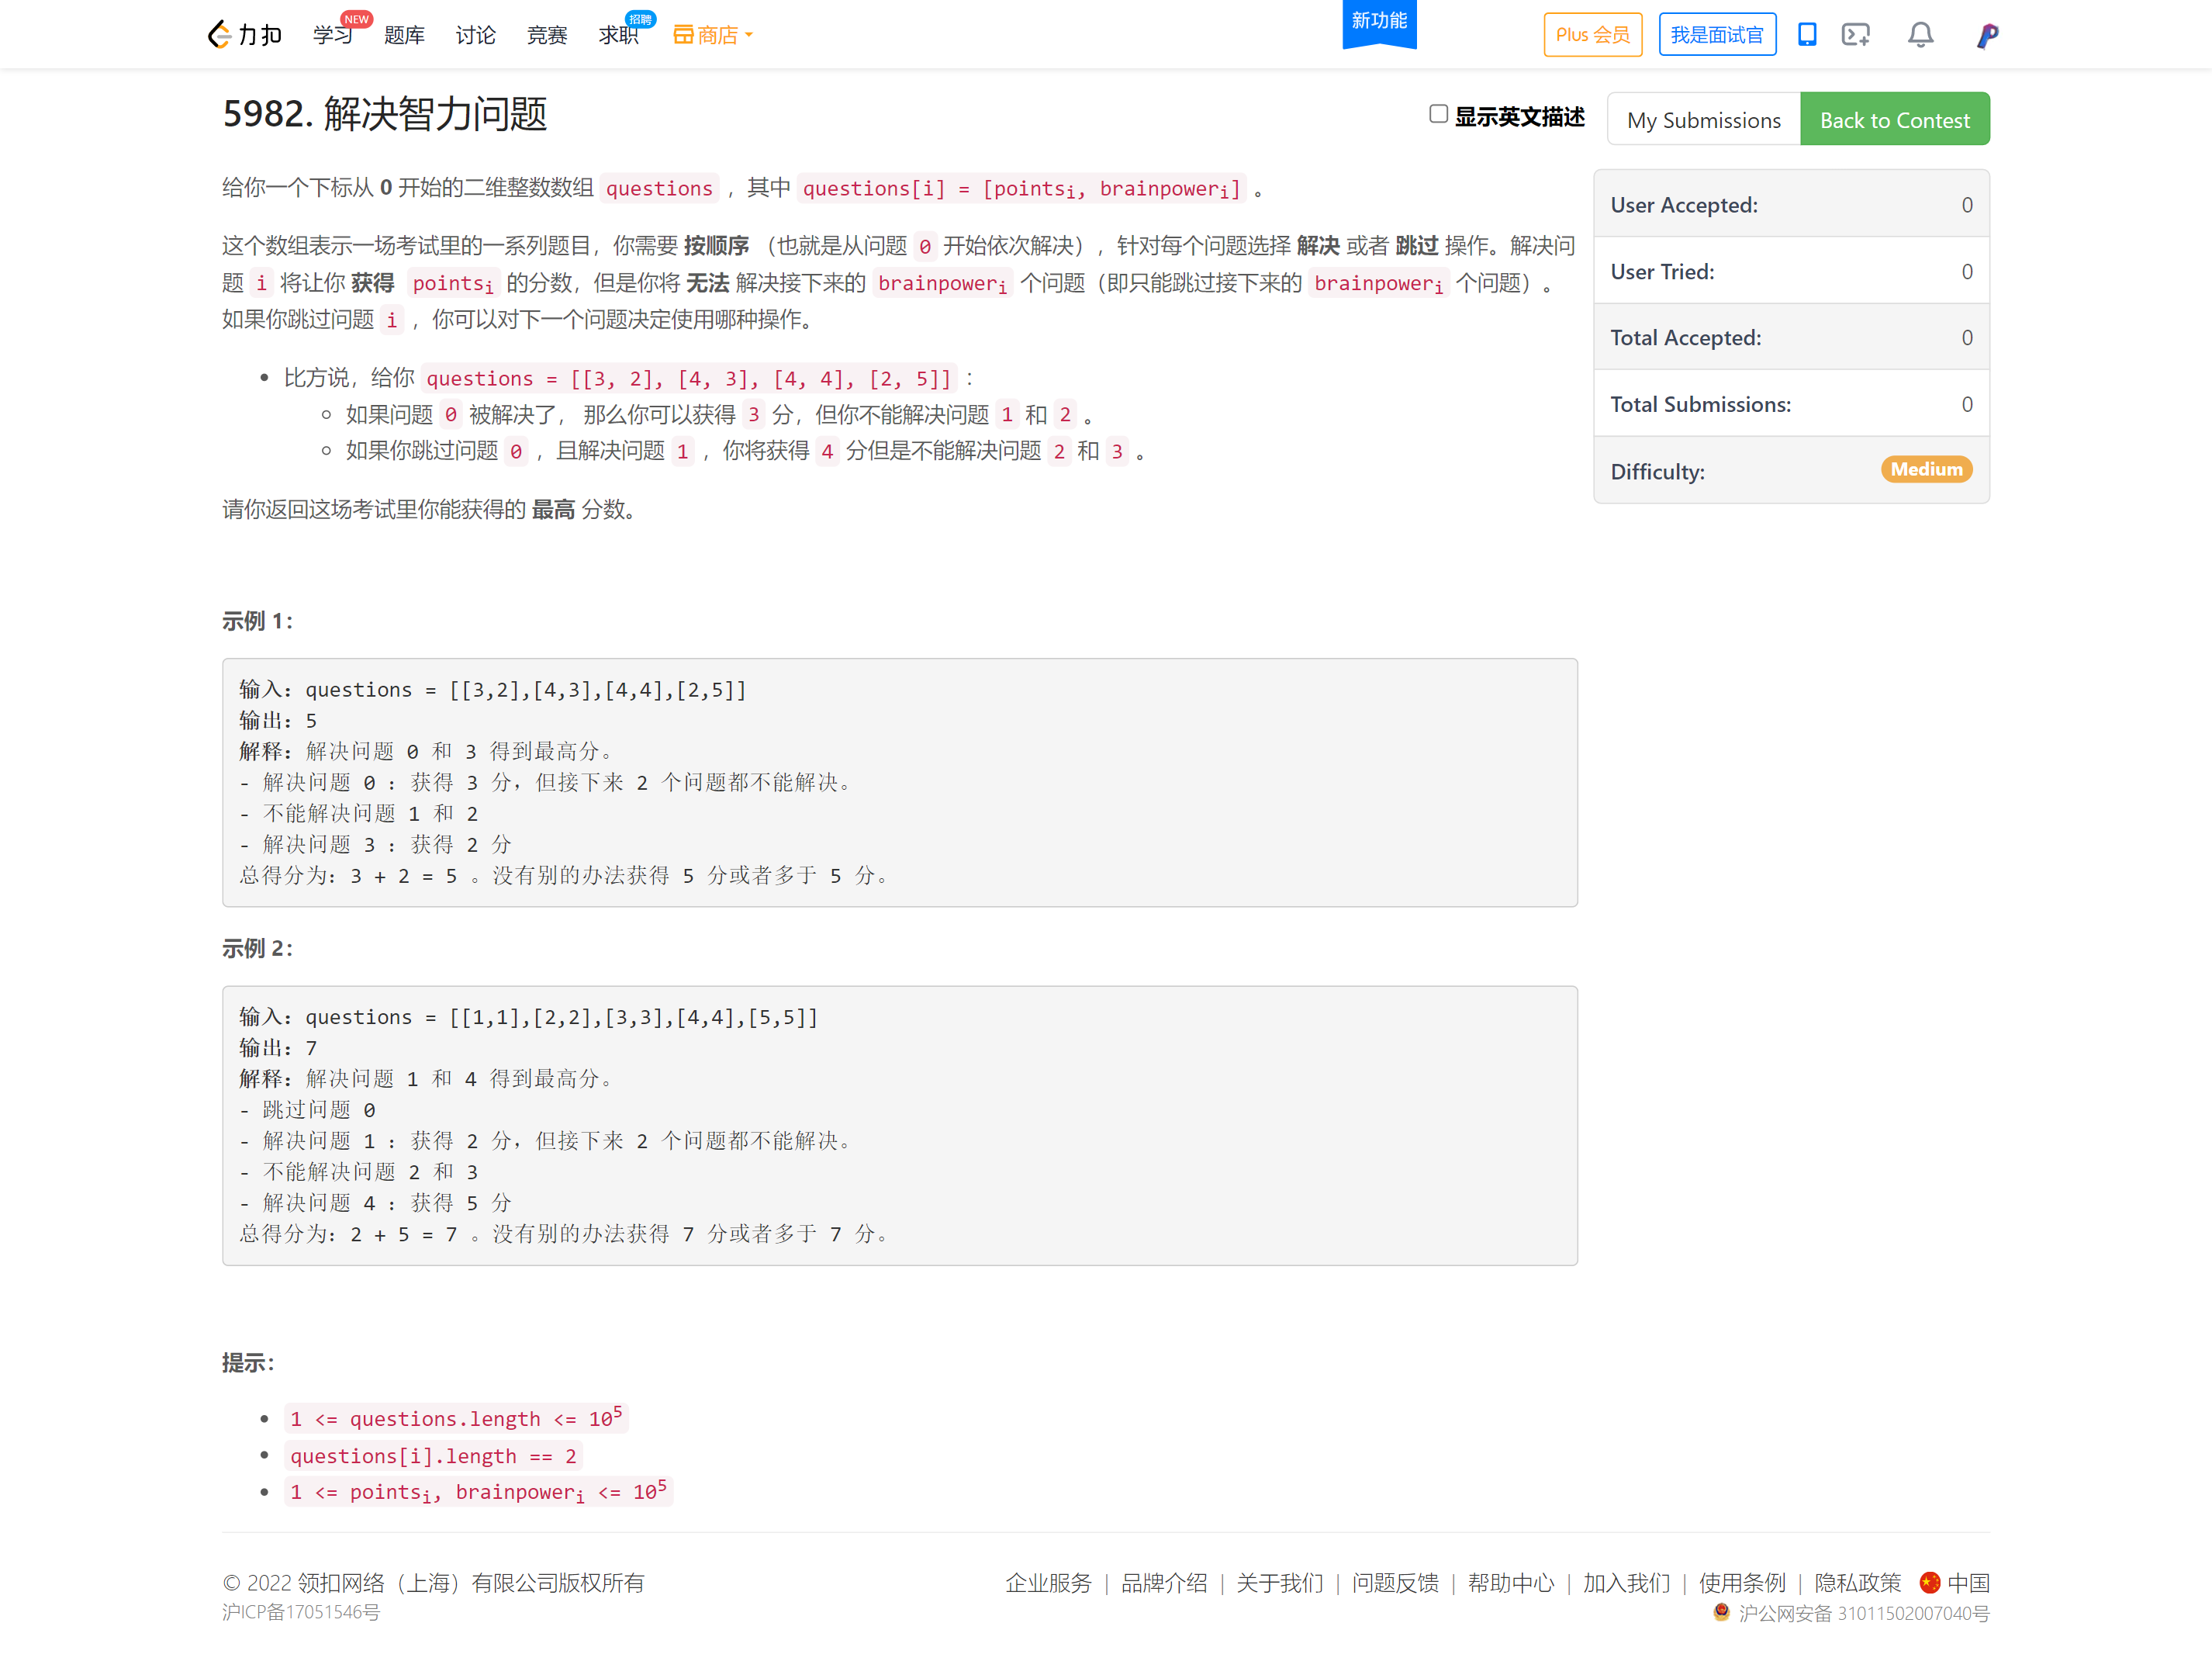 力扣 学习 NEW 题库 讨论 竞赛 求职 招聘 商店 新功能 Plus 会员 我是面试官
5982. 解决智力问题
显示英文描述 My Submissions Back to Contest
给你一个下标从 0 开始的二维整数数组 questions ，其中 questions[i] = [pointsi, brainpoweri] 。
这个数组表示一场考试里的一系列题目，你需要 按顺序 （也就是从问题 0 开始依次解决），针对每个问题选择 解决 或者 跳过 操作。解决问
题 i 将让你 获得 pointsi 的分数，但是你将 无法 解决接下来的 brainpoweri 个问题（即只能跳过接下来的 brainpoweri 个问题）。
如果你跳过问题 i ，你可以对下一个问题决定使用哪种操作。
• 比方说，给你 questions = [[3, 2], [4, 3], [4, 4], [2, 5]] ：
◦ 如果问题 0 被解决了， 那么你可以获得 3 分，但你不能解决问题 1 和 2 。
◦ 如果你跳过问题 0 ，且解决问题 1 ，你将获得 4 分但是不能解决问题 2 和 3 。
请你返回这场考试里你能获得的 最高 分数。
User Accepted: 0
User Tried: 0
Total Accepted: 0
Total Submissions: 0
Difficulty: Medium
示例 1：
输入：questions = [[3,2],[4,3],[4,4],[2,5]]
输出：5
解释：解决问题 0 和 3 得到最高分。
- 解决问题 0 ：获得 3 分，但接下来 2 个问题都不能解决。
- 不能解决问题 1 和 2
- 解决问题 3 ：获得 2 分
总得分为：3 + 2 = 5 。没有别的办法获得 5 分或者多于 5 分。
示例 2：
输入：questions = [[1,1],[2,2],[3,3],[4,4],[5,5]]
输出：7
解释：解决问题 1 和 4 得到最高分。
- 跳过问题 0
- 解决问题 1 ：获得 2 分，但接下来 2 个问题都不能解决。
- 不能解决问题 2 和 3
- 解决问题 4 ：获得 5 分
总得分为：2 + 5 = 7 。没有别的办法获得 7 分或者多于 7 分。
提示：
• 1 <= questions.length <= 10^5
• questions[i].length == 2
• 1 <= pointsi, brainpoweri <= 10^5
© 2022 领扣网络（上海）有限公司版权所有
企业服务 | 品牌介绍 | 关于我们 | 问题反馈 | 帮助中心 | 加入我们 | 使用条例 | 隐私政策 中国
沪ICP备17051546号
沪公网安备 31011502007040号